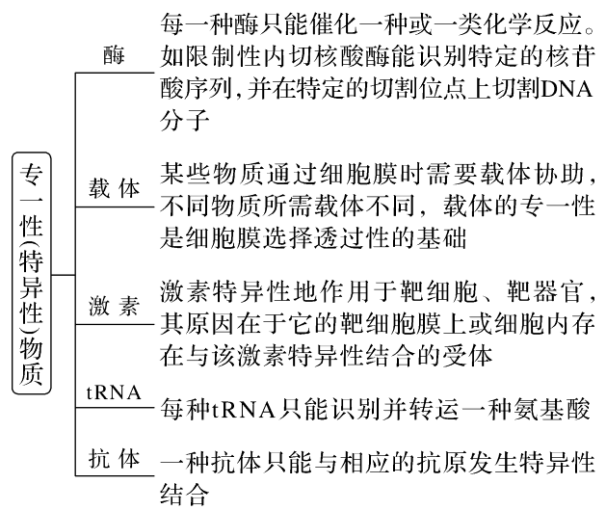 专一性(特异性)物质
酶
每一种酶只能催化一种或一类化学反应。
如限制性内切核酸酶能识别特定的核苷
酸序列,并在特定的切割位点上切割DNA
分子
载体
某些物质通过细胞膜时需要载体协助,
不同物质所需载体不同,载体的专一性
是细胞膜选择透过性的基础
激素
激素特异性地作用于靶细胞、靶器官,
其原因在于它的靶细胞膜上或细胞内存
在与该激素特异性结合的受体
tRNA
每种tRNA只能识别并转运一种氨基酸
抗体
一种抗体只能与相应的抗原发生特异性
结合